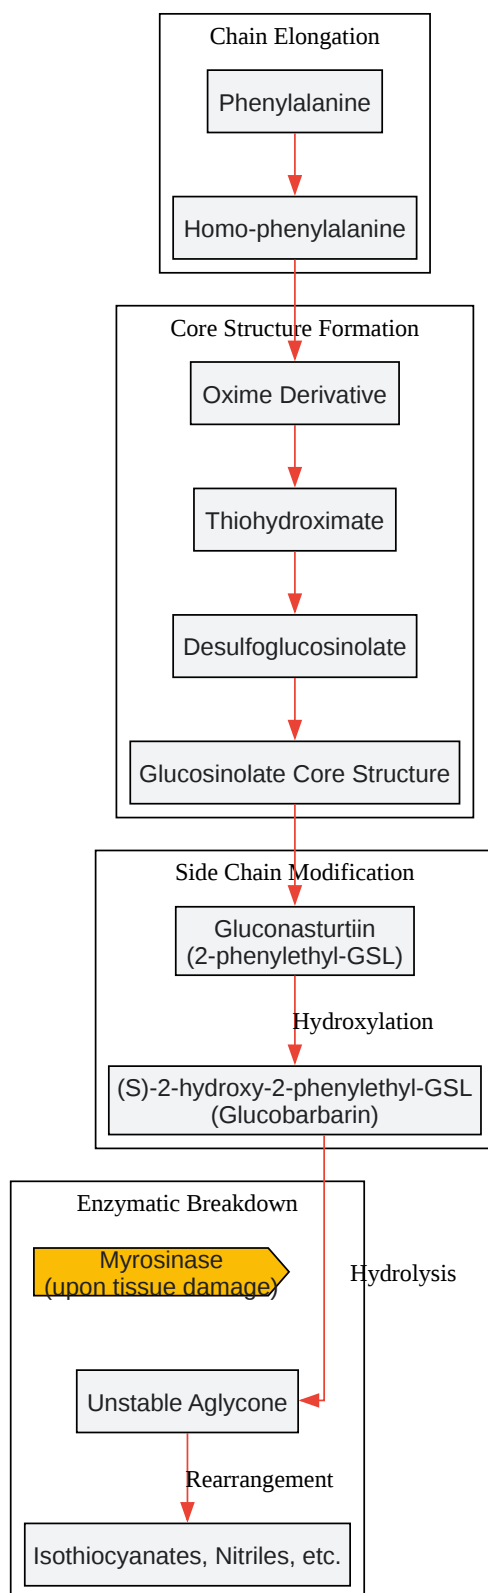 Chain Elongation
Phenylalanine
Homo-phenylalanine
Core Structure Formation
Oxime Derivative
Thiohydroximate
Desulfoglucosinolate
Glucosinolate Core Structure
Side Chain Modification
Gluconasturtiin
(2-phenylethyl-GSL)
Hydroxylation
(S)-2-hydroxy-2-phenylethyl-GSL
(Glucobarbarin)
Enzymatic Breakdown
Myrosinase
(upon tissue damage)
Hydrolysis
Unstable Aglycone
Rearrangement
Isothiocyanates, Nitriles, etc.